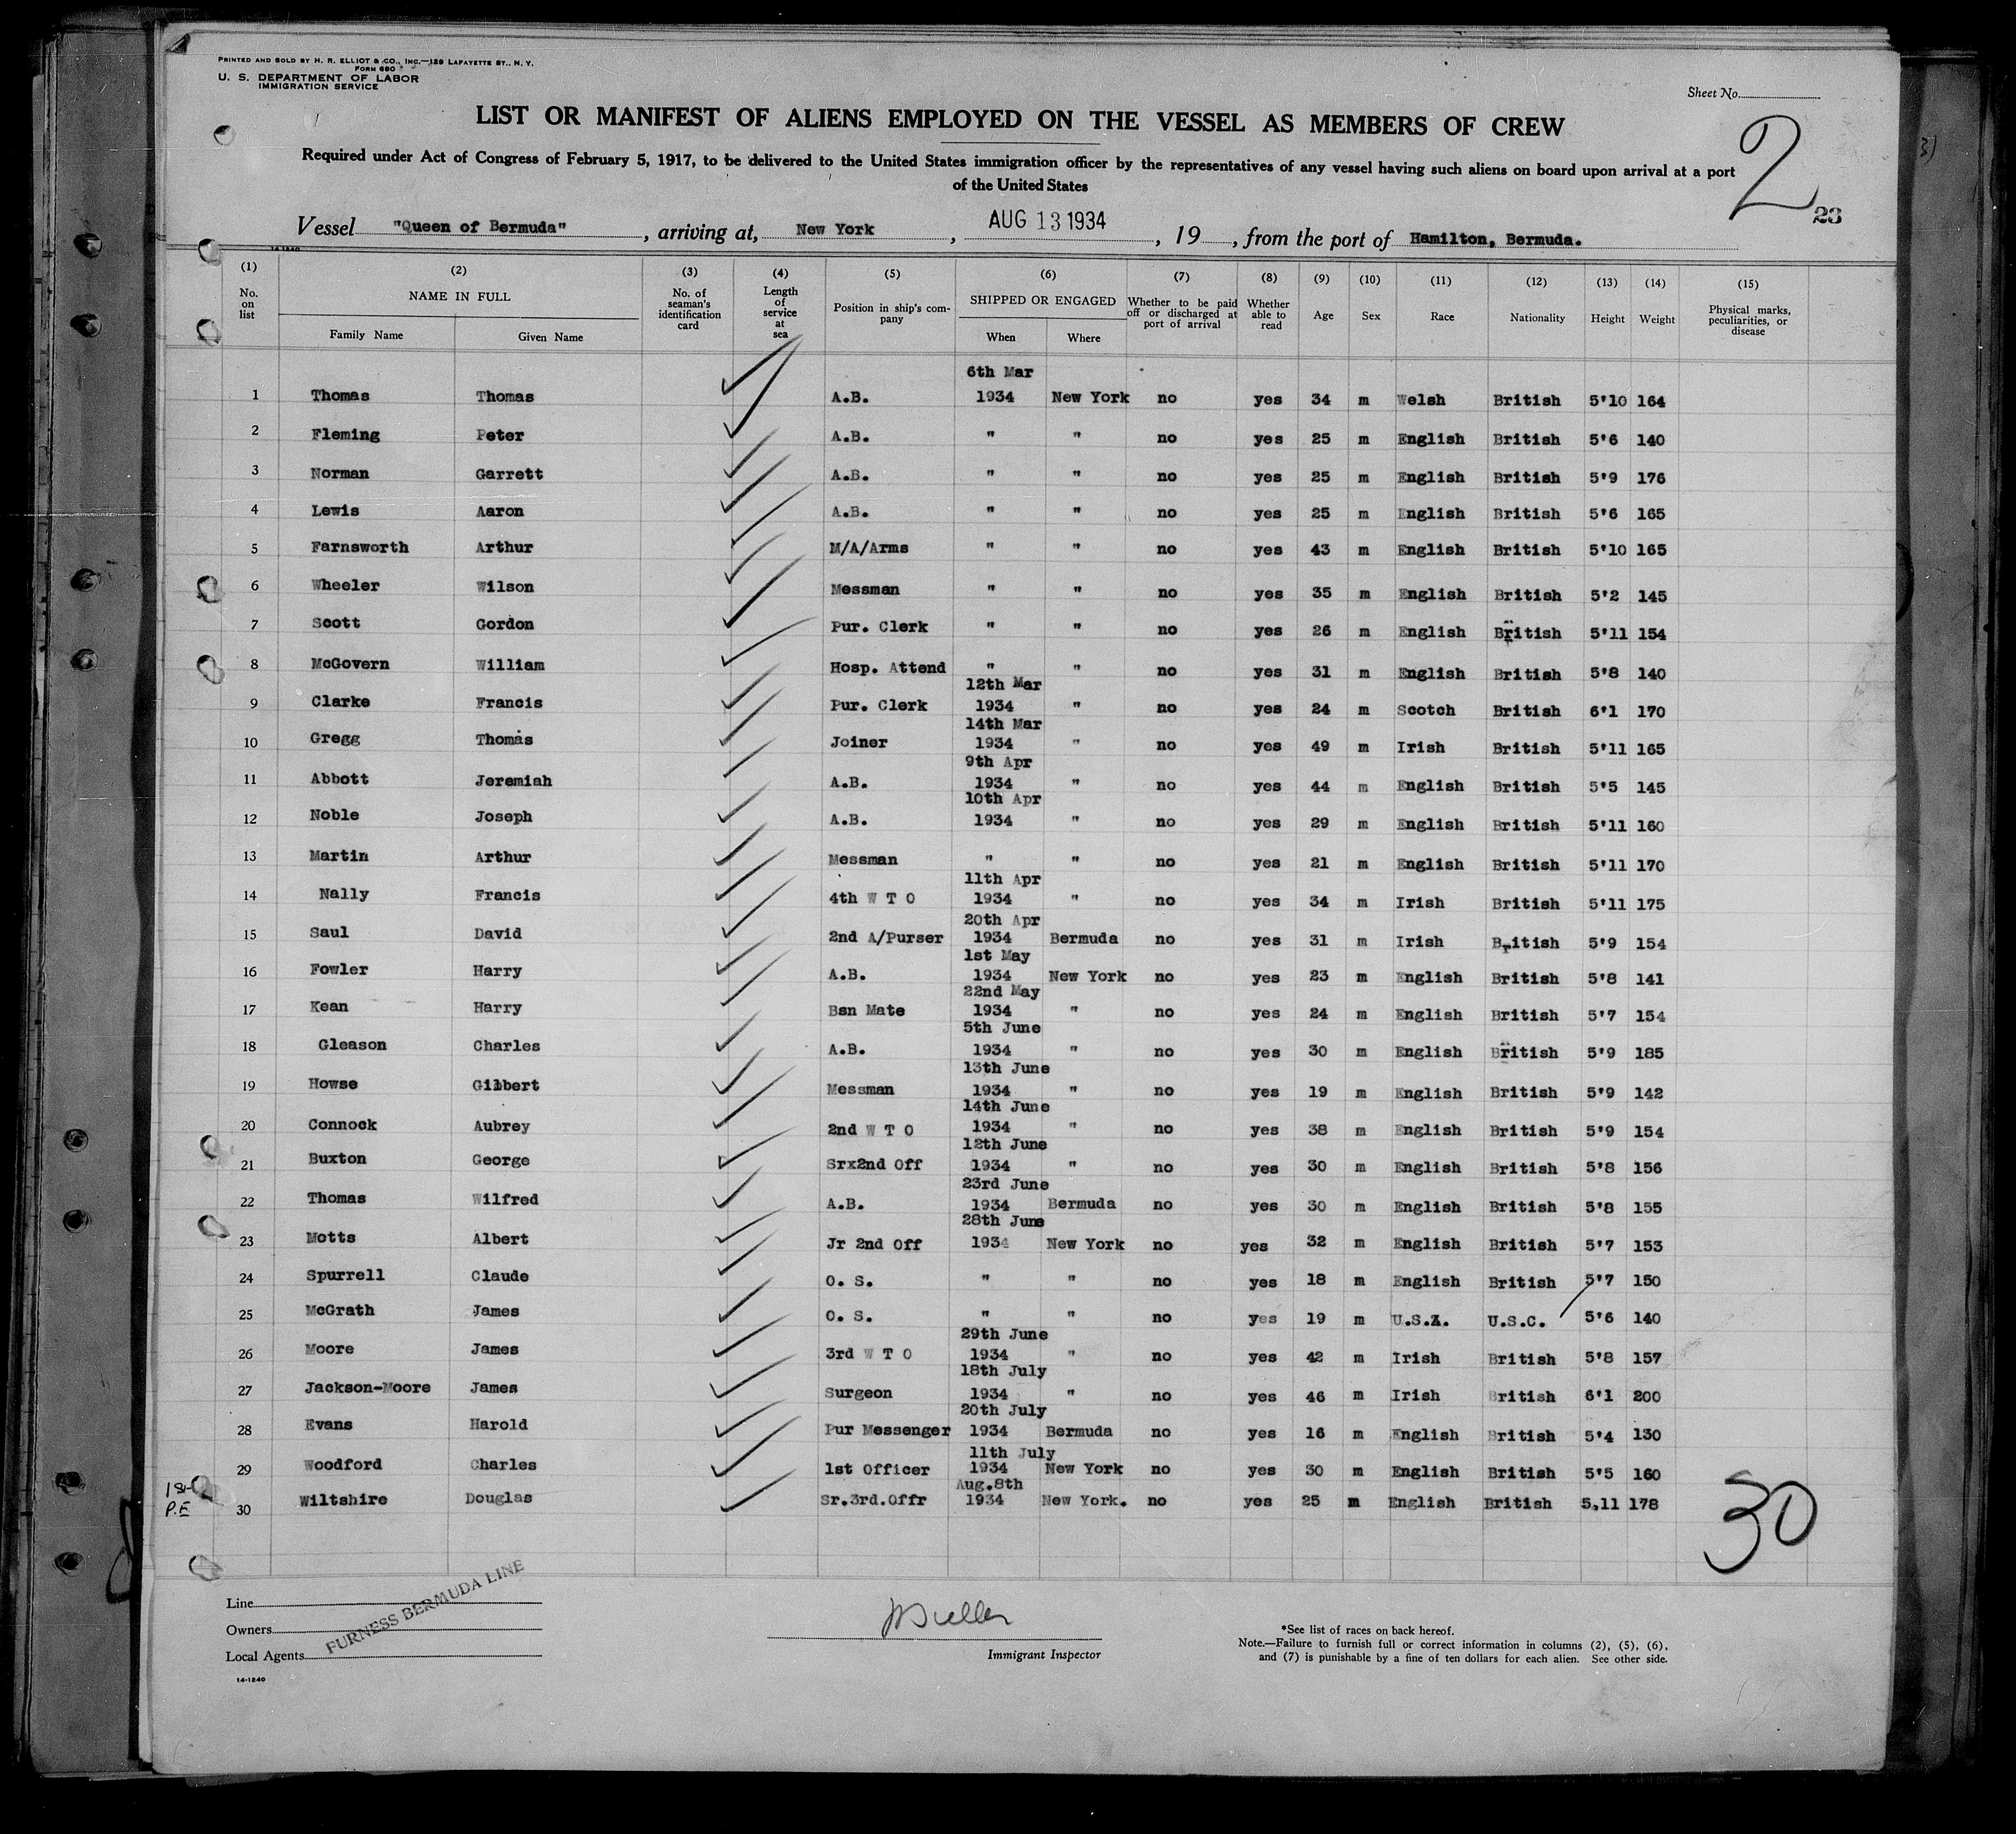 PRINTED AND SOLD BY H. R. ELLIOT & CO., INC.—129 LAFAYETTE ST., N. Y.
FORM 680
U. S. DEPARTMENT OF LABOR
IMMIGRATION SERVICE
Sheet No.
LIST OR MANIFEST OF ALIENS EMPLOYED ON THE VESSEL AS MEMBERS OF CREW
2
Required under Act of Congress of February 5, 1917, to be delivered to the United States immigration officer by the representatives of any vessel having such aliens on board upon arrival at a port
of the United States
23
Vessel "Queen of Bermuda", arriving at, New York, AUG 13 1934, 19, from the port of Hamilton, Bermuda.
14-1240
(1) (2) (3) (4) (5) (6) (7) (8) (9) (10) (11) (12) (13) (14) (15)
No. on list NAME IN FULL Family Name Given Name No. of seaman's identification card Length of service at sea Position in ship's company SHIPPED OR ENGAGED When Where Whether to be paid off or discharged at port of arrival Whether able to read Age Sex Race Nationality Height Weight Physical marks, peculiarities, or disease
6th Mar
1 Thomas Thomas A.B. 1934 New York no yes 34 m Welsh British 5'10 164
2 Fleming Peter A.B. " " no yes 25 m English British 5'6 140
3 Norman Garrett A.B. " " no yes 25 m English British 5'9 176
4 Lewis Aaron A.B. " " no yes 25 m English British 5'6 165
5 Farnsworth Arthur M/A/Arms " " no yes 43 m English British 5'10 165
6 Wheeler Wilson Messman " " no yes 35 m English British 5'2 145
7 Scott Gordon Pur. Clerk " " no yes 26 m English British 5'11 154
8 McGovern William Hosp. Attend " " no yes 31 m English British 5'8 140
12th Mar
9 Clarke Francis Pur. Clerk 1934 " no yes 24 m Scotch British 6'1 170
14th Mar
10 Gregg Thomas Joiner 1934 " no yes 49 m Irish British 5'11 165
9th Apr
11 Abbott Jeremiah A.B. 1934 " no yes 44 m English British 5'5 145
10th Apr
12 Noble Joseph A.B. 1934 " no yes 29 m English British 5'11 160
13 Martin Arthur Messman " " no yes 21 m English British 5'11 170
11th Apr
14 Nally Francis 4th W T O 1934 " no yes 34 m Irish British 5'11 175
20th Apr
15 Saul David 2nd A/Purser 1934 Bermuda no yes 31 m Irish British 5'9 154
1st May
16 Fowler Harry A.B. 1934 New York no yes 23 m English British 5'8 141
22nd May
17 Kean Harry Bsn Mate 1934 " no yes 24 m English British 5'7 154
5th June
18 Gleason Charles A.B. 1934 " no yes 30 m English British 5'9 185
13th June
19 Howse Gilbert Messman 1934 " no yes 19 m English British 5'9 142
14th June
20 Connock Aubrey 2nd W T O 1934 " no yes 38 m English British 5'9 154
12th June
21 Buxton George Srx2nd Off 1934 " no yes 30 m English British 5'8 156
23rd June
22 Thomas Wilfred A.B. 1934 Bermuda no yes 30 m English British 5'8 155
28th June
23 Motts Albert Jr 2nd Off 1934 New York no yes 32 m English British 5'7 153
24 Spurrell Claude O. S. " " no yes 18 m English British 5'7 150
25 McGrath James O. S. " " no yes 19 m U.S.A. U.S.C. 5'6 140
29th June
26 Moore James 3rd W T O 1934 " no yes 42 m Irish British 5'8 157
18th July
27 Jackson-Moore James Surgeon 1934 " no yes 46 m Irish British 6'1 200
20th July
28 Evans Harold Pur Messenger 1934 Bermuda no yes 16 m English British 5'4 130
11th July
29 Woodford Charles 1st Officer 1934 New York no yes 30 m English British 5'5 160
Aug.8th
1st P.E 30 Wiltshire Douglas Sr.3rd.Offr 1934 New York. no yes 25 m English British 5,11 178
30
Line
Owners
Local Agents
FURNESS BERMUDA LINE
14-1240
Immigrant Inspector
*See list of races on back hereof.
Note.—Failure to furnish full or correct information in columns (2), (5), (6),
and (7) is punishable by a fine of ten dollars for each alien. See other side.